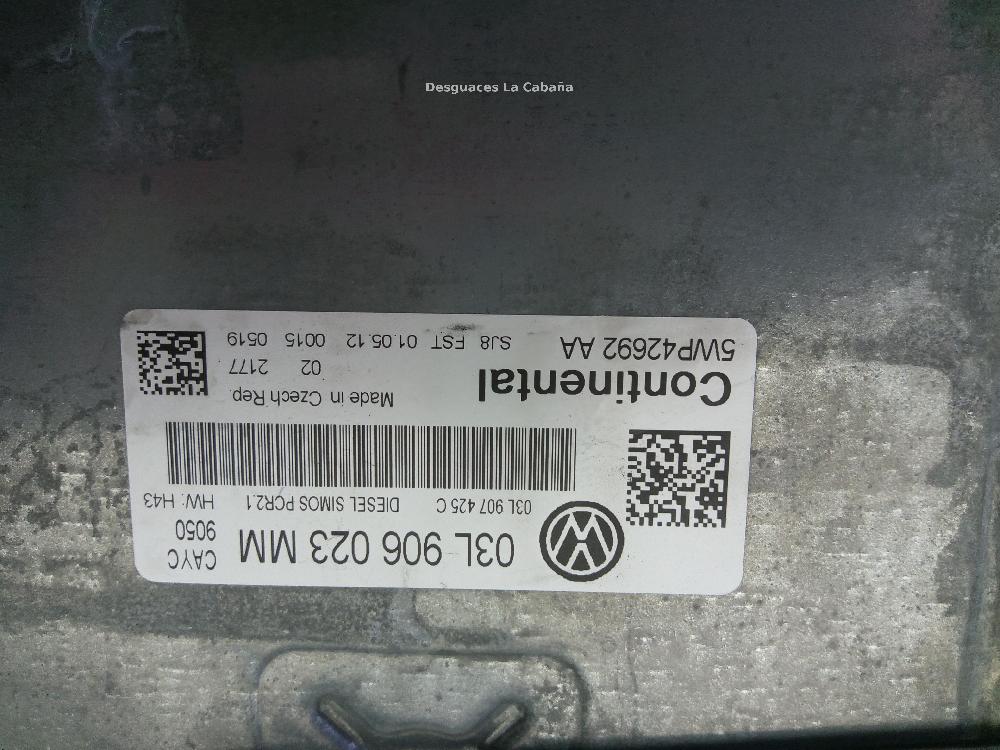 Desguaces La Cabaña
03L 906 023 MM
CAYC
9050
03L 907 425 C DIESEL SIMOS PCR2.1 HW: H43
Continental
Made in Czech Rep.
02 2177
5WP42692 AA
SJ8 FST 01.05.12 0015 0519